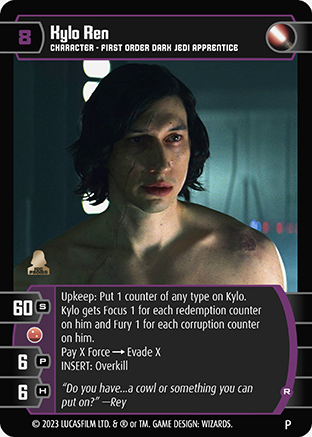 8 Kylo Ren
CHARACTER - FIRST ORDER DARK JEDI APPRENTICE
60 S
6 P
6 H
Upkeep: Put 1 counter of any type on Kylo.
Kylo gets Focus 1 for each redemption counter
on him and Fury 1 for each corruption counter
on him.
Pay X Force → Evade X
INSERT: Overkill
“Do you have...a cowl or something you can
put on?” —Rey
R
© 2023 LUCASFILM LTD. & ® or TM. GAME DESIGN: WIZARDS.
P